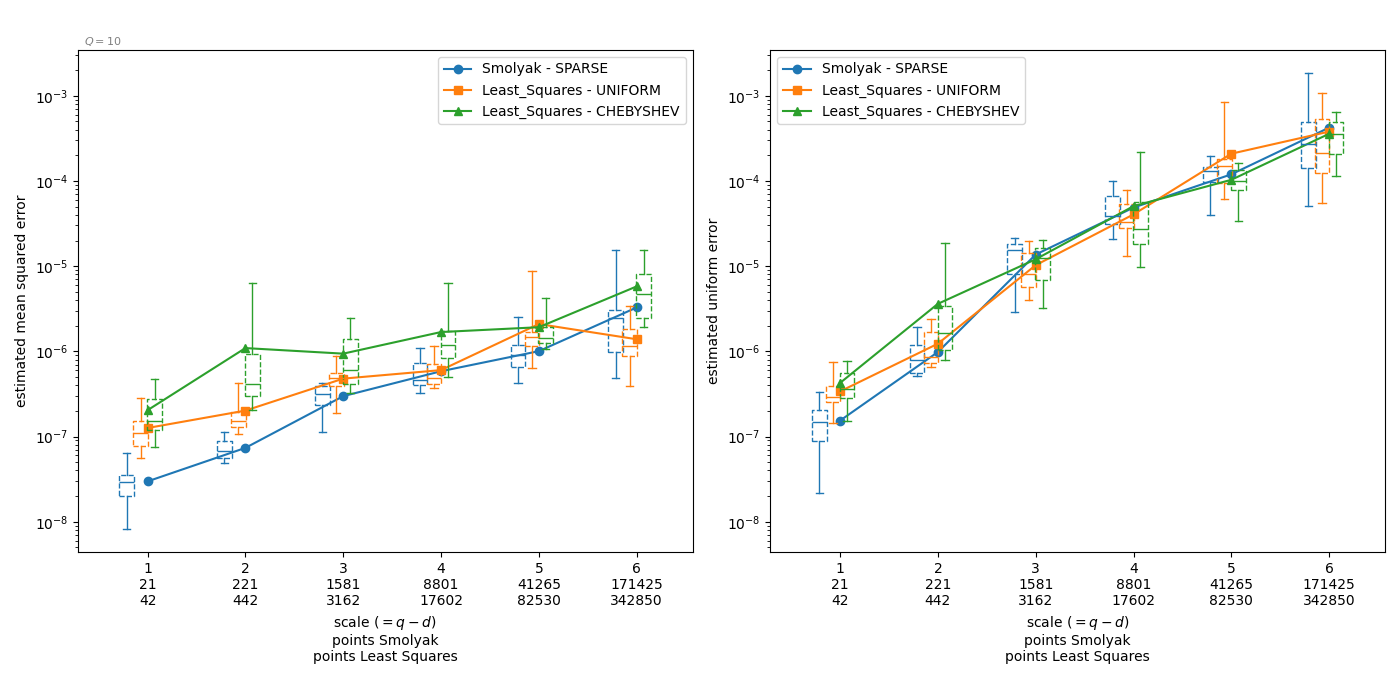 Q = 10
Smolyak - SPARSE
Least_Squares - UNIFORM
Least_Squares - CHEBYSHEV
estimated mean squared error
10⁻³
10⁻⁴
10⁻⁵
10⁻⁶
10⁻⁷
10⁻⁸
1 2 3 4 5 6
21 221 1581 8801 41265 171425
42 442 3162 17602 82530 342850
scale (= q − d)
points Smolyak
points Least Squares
Smolyak - SPARSE
Least_Squares - UNIFORM
Least_Squares - CHEBYSHEV
estimated uniform error
10⁻³
10⁻⁴
10⁻⁵
10⁻⁶
10⁻⁷
10⁻⁸
1 2 3 4 5 6
21 221 1581 8801 41265 171425
42 442 3162 17602 82530 342850
scale (= q − d)
points Smolyak
points Least Squares